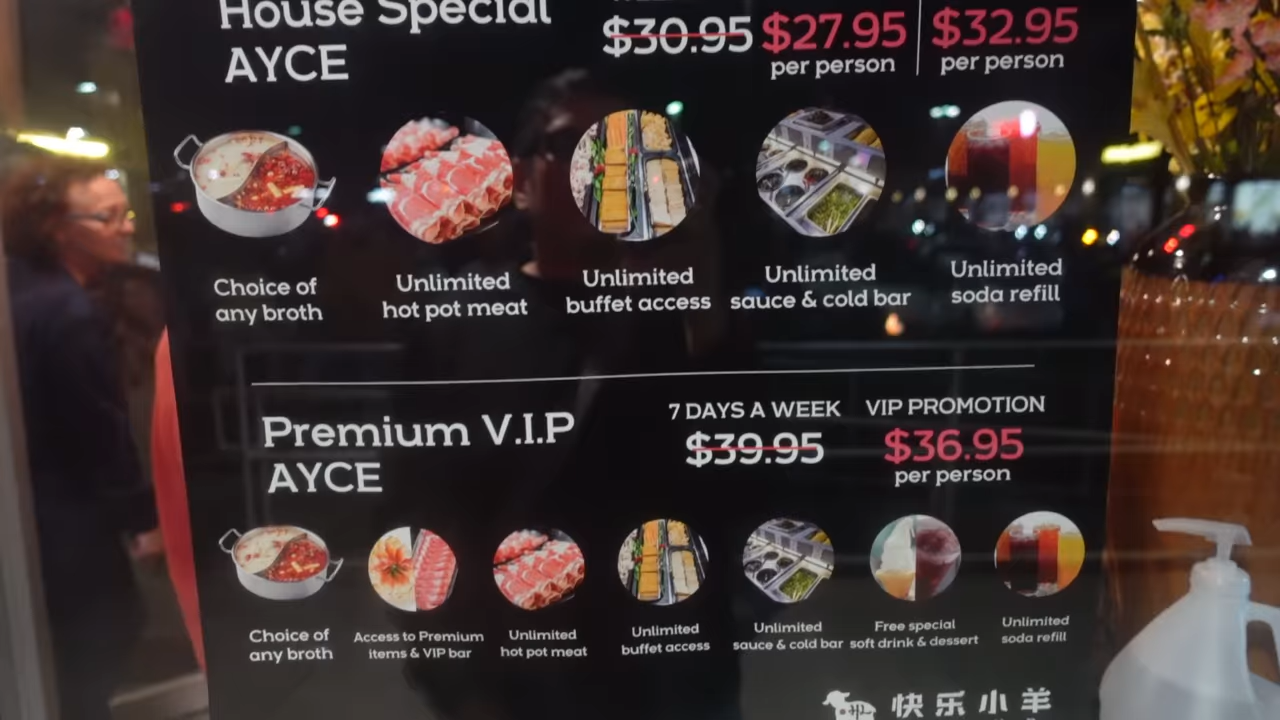 House Special
AYCE
$30.95 $27.95 $32.95
per person per person
Choice of
any broth
Unlimited
hot pot meat
Unlimited
buffet access
Unlimited
sauce & cold bar
Unlimited
soda refill
Premium V.I.P
AYCE
7 DAYS A WEEK
$39.95
VIP PROMOTION
$36.95
per person
Choice of
any broth
Access to Premium
items & VIP bar
Unlimited
hot pot meat
Unlimited
buffet access
Unlimited
sauce & cold bar
Free special
soft drink & dessert
Unlimited
soda refill
快乐小羊